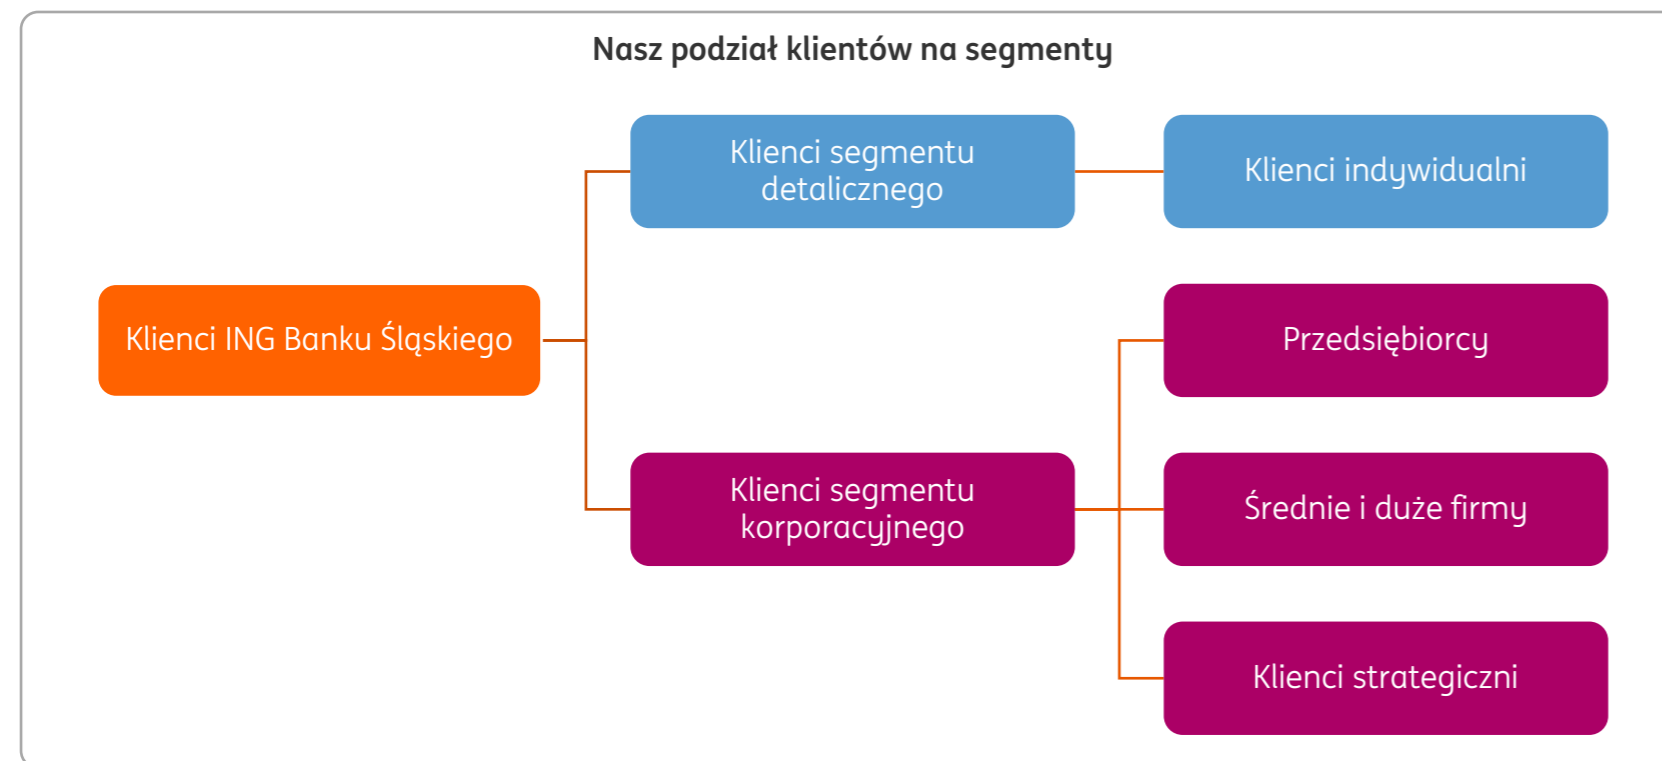 Nasz podział klientów na segmenty
Klienci ING Banku Śląskiego
Klienci segmentu
detalicznego
Klienci indywidualni
Klienci segmentu
korporacyjnego
Przedsiębiorcy
Średnie i duże firmy
Klienci strategiczni